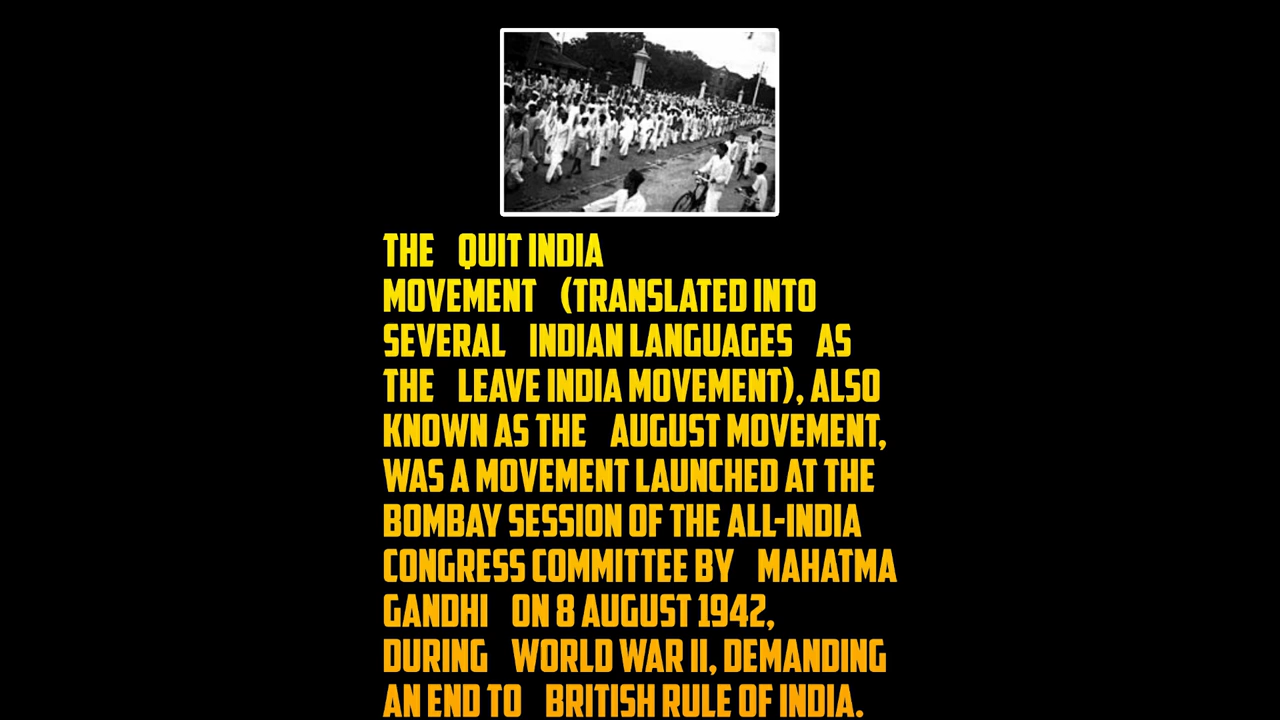 THE QUIT INDIA
MOVEMENT (TRANSLATED INTO
SEVERAL INDIAN LANGUAGES AS
THE LEAVE INDIA MOVEMENT), ALSO
KNOWN AS THE AUGUST MOVEMENT,
WAS A MOVEMENT LAUNCHED AT THE
BOMBAY SESSION OF THE ALL-INDIA
CONGRESS COMMITTEE BY MAHATMA
GANDHI ON 8 AUGUST 1942,
DURING WORLD WAR II, DEMANDING
AN END TO BRITISH RULE OF INDIA.